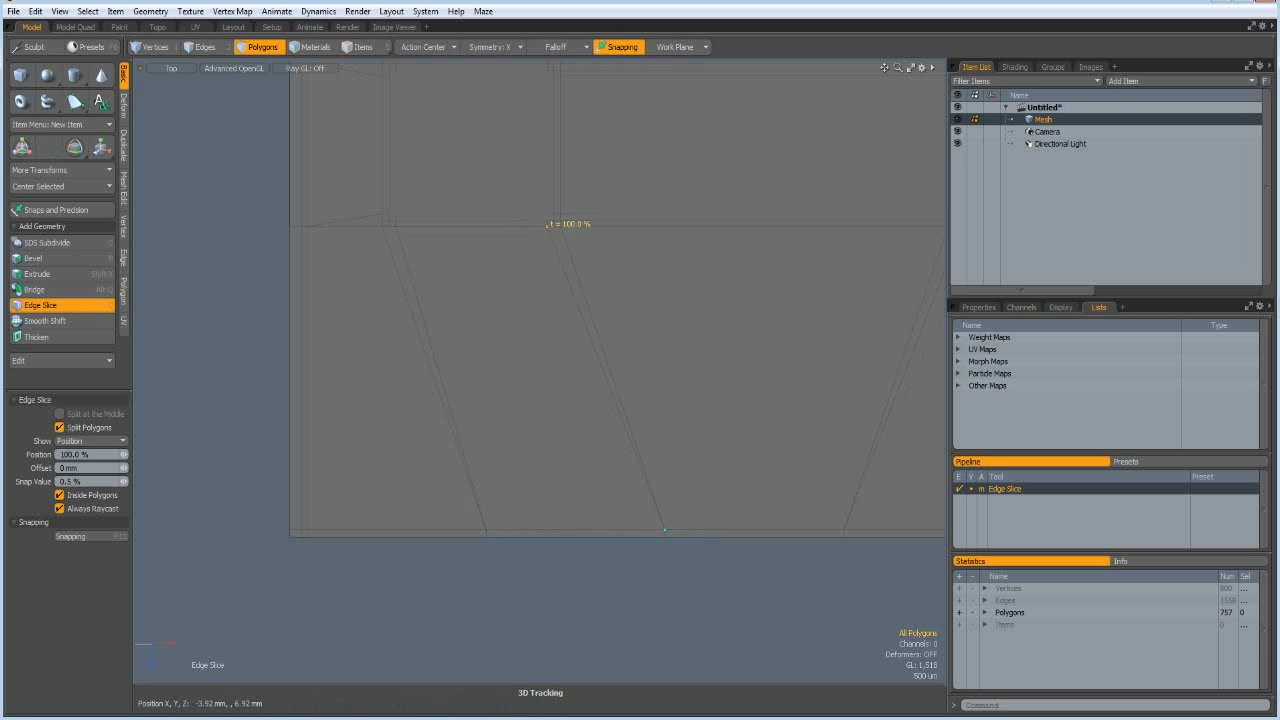 File Edit View Select Item Geometry Texture Vertex Map Animate Dynamics Render Layout System Help Maze
Model Model Quad Paint Topo UV Layout Setup Animate Render Image Viewer +
Sculpt Presets F6 Vertices 1 Edges 2 Polygons Materials Items 5 Action Center Symmetry: X Falloff Snapping Work Plane
Top Advanced OpenGL Ray GL: Off
Basic
Deform
Duplicate
Mesh Edit
Vertex
Edge
Polygon
UV
Item Menu: New Item
More Transforms
Center Selected
Snaps and Precision
Add Geometry
SDS Subdivide
Bevel
Extrude Shift-X
Bridge Alt-Q
Edge Slice
Smooth Shift
Thicken
Edit
Edge Slice
Split at the Middle
Split Polygons
Show Position
Position 100.0 %
Offset 0 mm
Snap Value 0.5 %
Inside Polygons
Always Raycast
Snapping
Snapping F11
t = 100.0 %
Edge Slice
All Polygons
Channels: 0
Deformers: OFF
GL: 1,518
500 um
3D Tracking
Position X, Y, Z: -3.92 mm, , 6.92 mm
Item List Shading Groups Images +
Filter Items Add Item F
Name
Untitled*
Mesh
Camera
Directional Light
Properties Channels Display Lists +
Name Type
Weight Maps
UV Maps
Morph Maps
Particle Maps
Other Maps
Pipeline Presets
E V A Tool Preset
m Edge Slice
Statistics Info
+ - Name Num Sel
+ - Vertices 800 ...
+ - Edges 1558 ...
+ - Polygons 757 0
+ - Items 0 ...
> Command